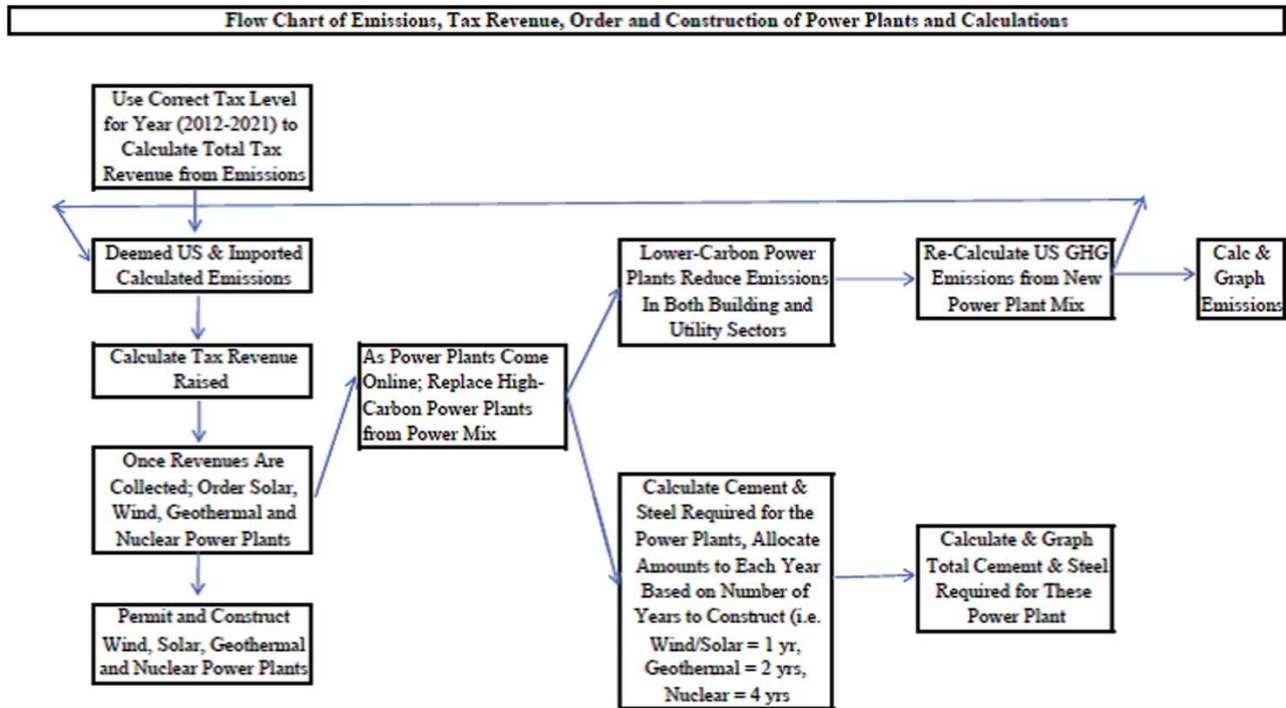 Flow Chart of Emissions, Tax Revenue, Order and Construction of Power Plants and Calculations
Use Correct Tax Level
for Year (2012-2021) to
Calculate Total Tax
Revenue from Emissions
Deemed US & Imported
Calculated Emissions
Calculate Tax Revenue
Raised
Once Revenues Are
Collected; Order Solar,
Wind, Geothermal and
Nuclear Power Plants
Permit and Construct
Wind, Solar, Geothermal
and Nuclear Power Plants
As Power Plants Come
Online; Replace High-
Carbon Power Plants
from Power Mix
Lower-Carbon Power
Plants Reduce Emissions
In Both Building and
Utility Sectors
Re-Calculate US GHG
Emissions from New
Power Plant Mix
Calc &
Graph
Emissions
Calculate Cement &
Steel Required for the
Power Plants, Allocate
Amounts to Each Year
Based on Number of
Years to Construct (i.e.
Wind/Solar = 1 yr,
Geothermal = 2 yrs,
Nuclear = 4 yrs
Calculate & Graph
Total Cememt & Steel
Required for These
Power Plant